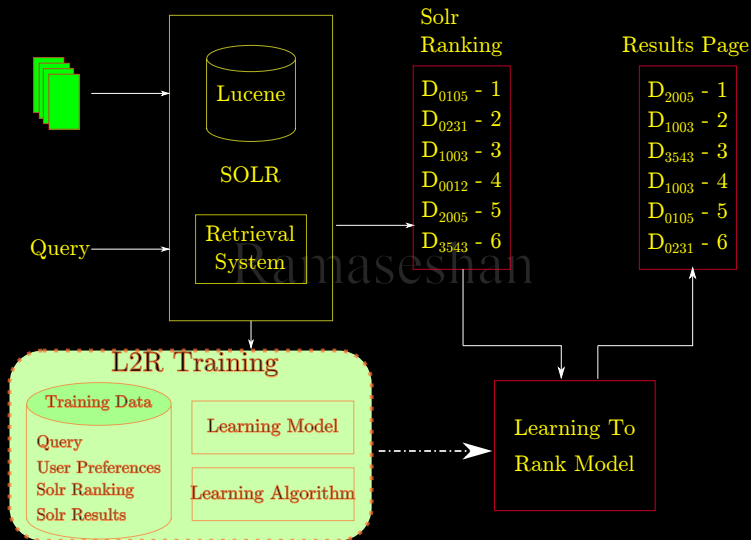 Solr
Ranking
Results Page
Lucene
SOLR
Retrieval
System
Query
D0105 - 1
D0231 - 2
D1003 - 3
D0012 - 4
D2005 - 5
D3543 - 6
D2005 - 1
D1003 - 2
D3543 - 3
D1003 - 4
D0105 - 5
D0231 - 6
Ramaseshan
L2R Training
Training Data
Query
User Preferences
Solr Ranking
Solr Results
Learning Model
Learning Algorithm
Learning To
Rank Model